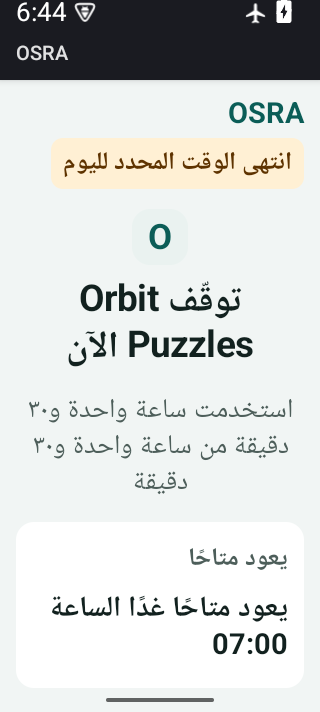 6:44
OSRA
OSRA
انتهى الوقت المحدد لليوم
O
توقّف Orbit
Puzzles الآن
استخدمت ساعة واحدة و٣٠
دقيقة من ساعة واحدة و٣٠
دقيقة
يعود متاحًا
يعود متاحًا غدًا الساعة
07:00